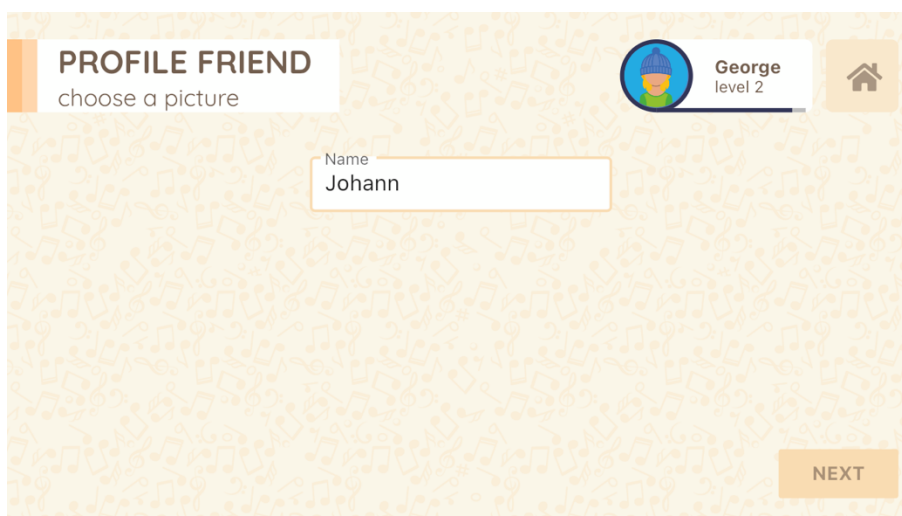 PROFILE FRIEND
choose a picture
George
level 2
Name
Johann
NEXT